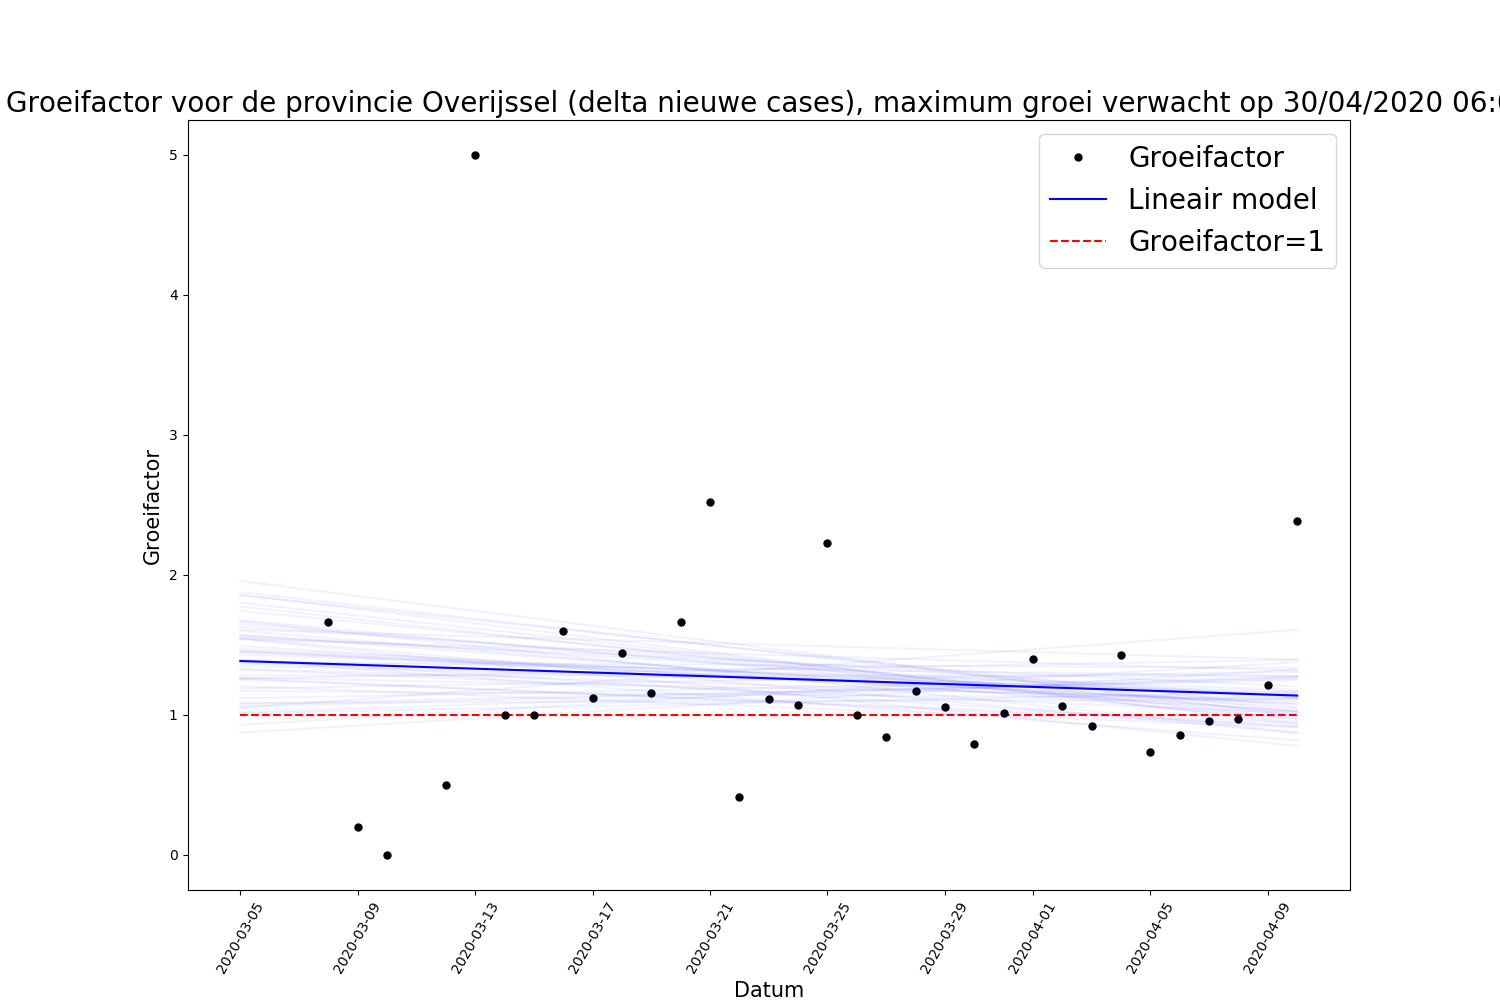 Groeifactor voor de provincie Overijssel (delta nieuwe cases), maximum groei verwacht op 30/04/2020 06:
Groeifactor
Lineair model
Groeifactor=1
5
4
3
2
1
0
Groeifactor
2020-03-05
2020-03-09
2020-03-13
2020-03-17
2020-03-21
2020-03-25
2020-03-29
2020-04-01
2020-04-05
2020-04-09
Datum